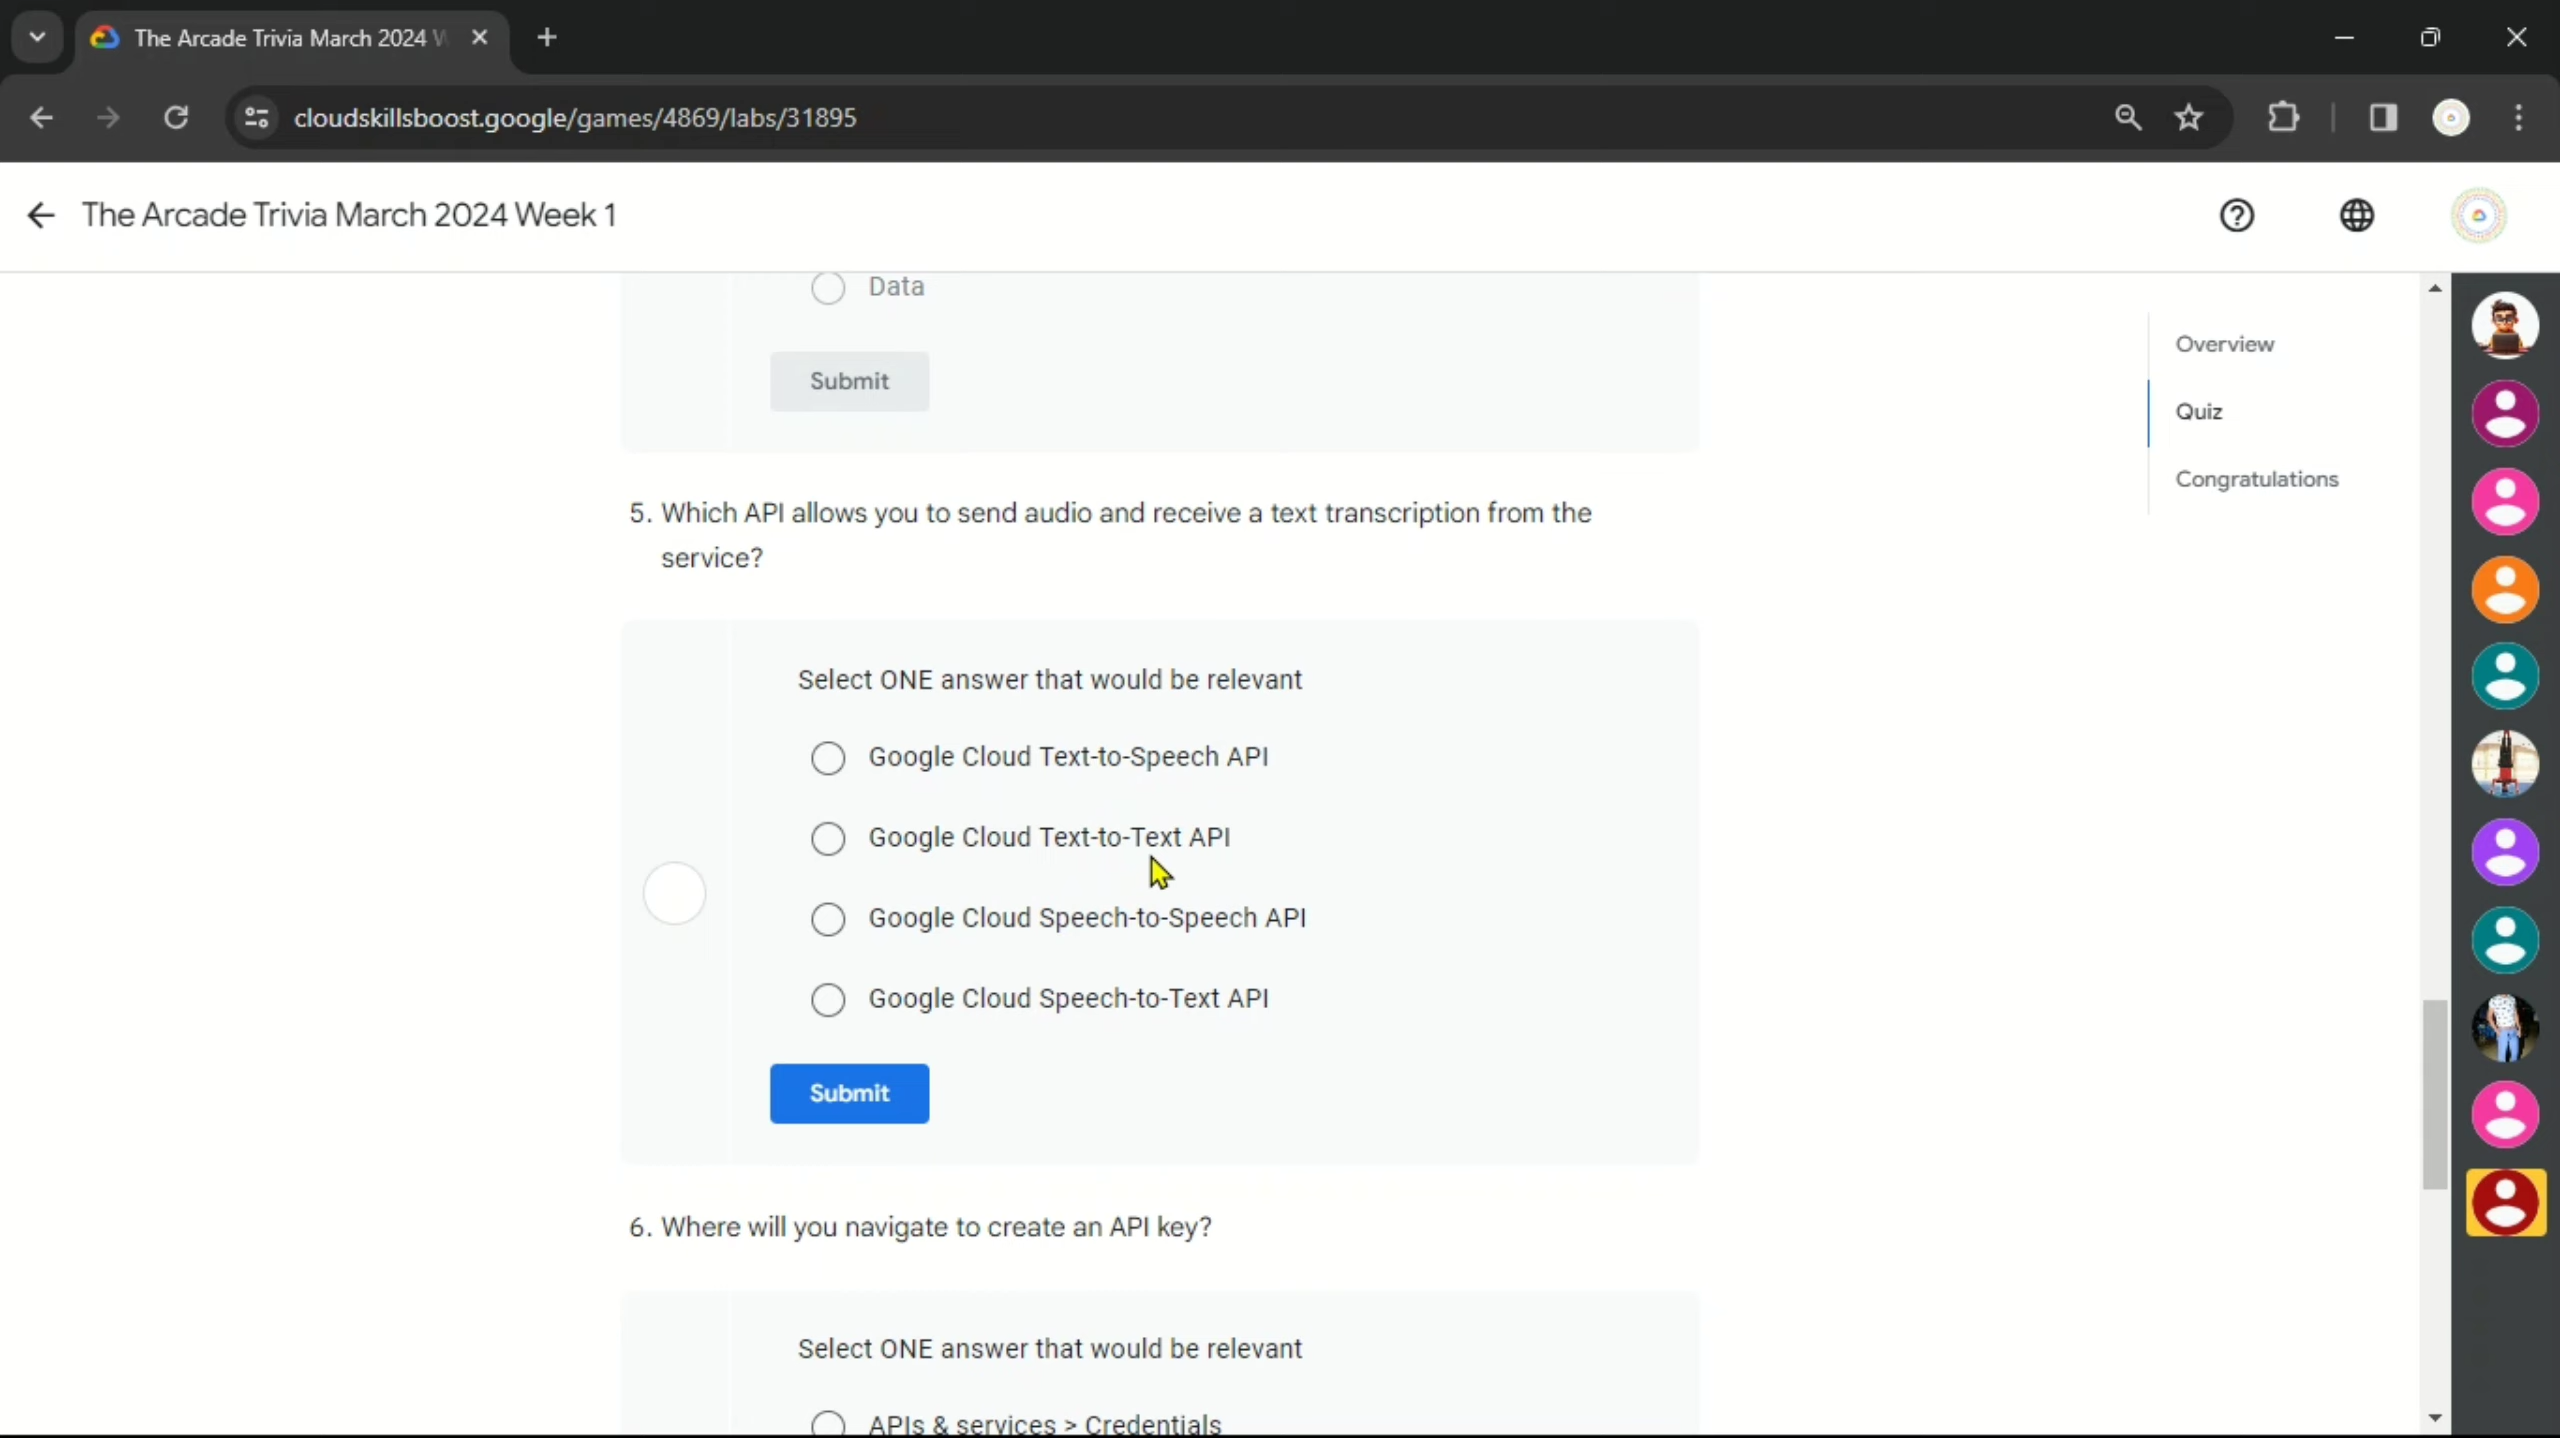 The Arcade Trivia March 2024 W
cloudskillsboost.google/games/4869/labs/31895
The Arcade Trivia March 2024 Week 1
Data
Submit
Overview
Quiz
Congratulations
5. Which API allows you to send audio and receive a text transcription from the
service?
Select ONE answer that would be relevant
Google Cloud Text-to-Speech API
Google Cloud Text-to-Text API
Google Cloud Speech-to-Speech API
Google Cloud Speech-to-Text API
Submit
6. Where will you navigate to create an API key?
Select ONE answer that would be relevant
APIs & services > Credentials